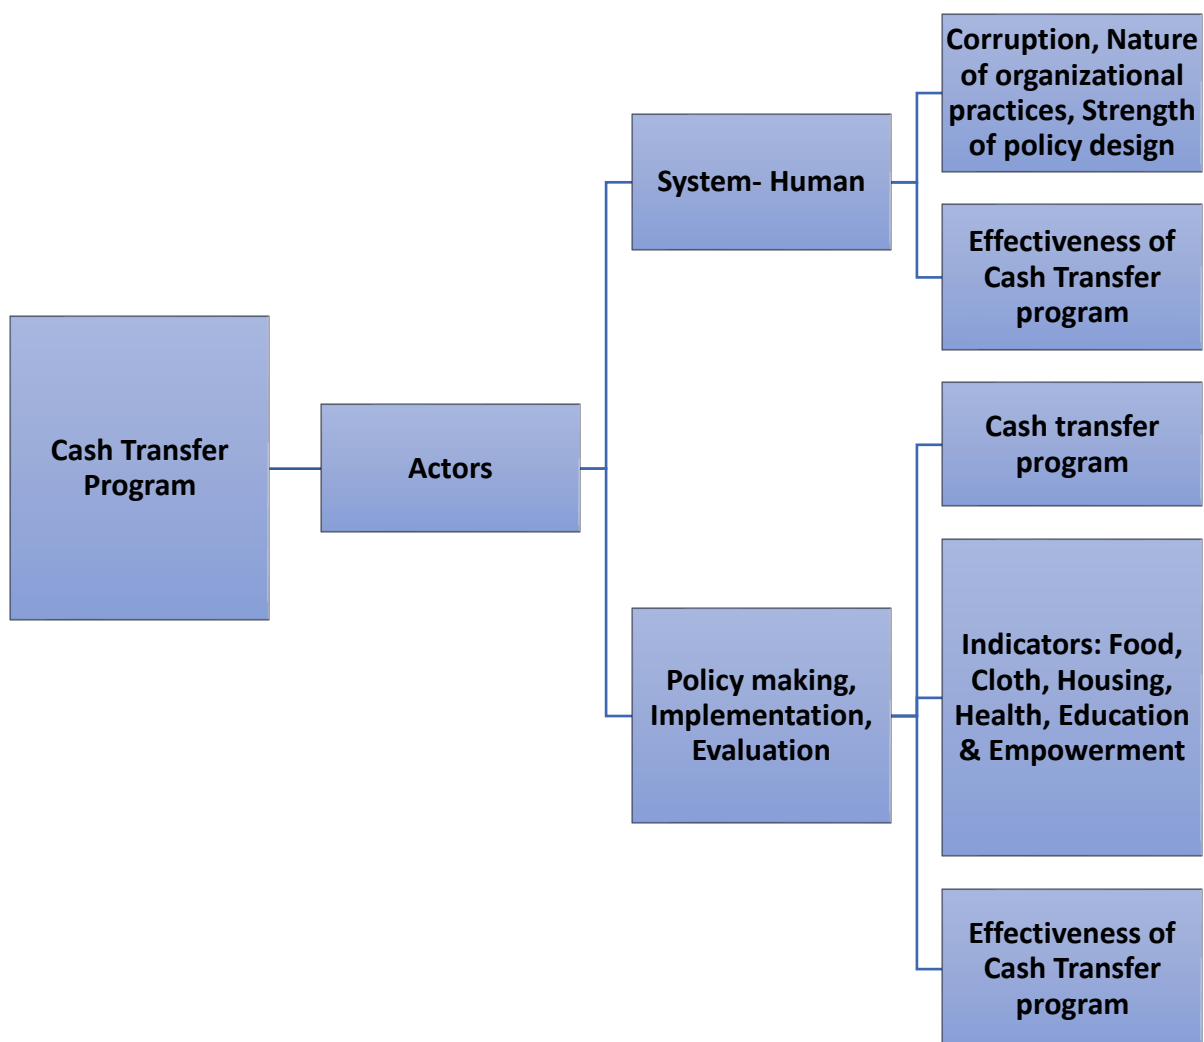 Cash Transfer
Program
Actors
System- Human
Corruption, Nature
of organizational
practices, Strength
of policy design
Effectiveness of
Cash Transfer
program
Policy making,
Implementation,
Evaluation
Cash transfer
program
Indicators: Food,
Cloth, Housing,
Health, Education
& Empowerment
Effectiveness of
Cash Transfer
program